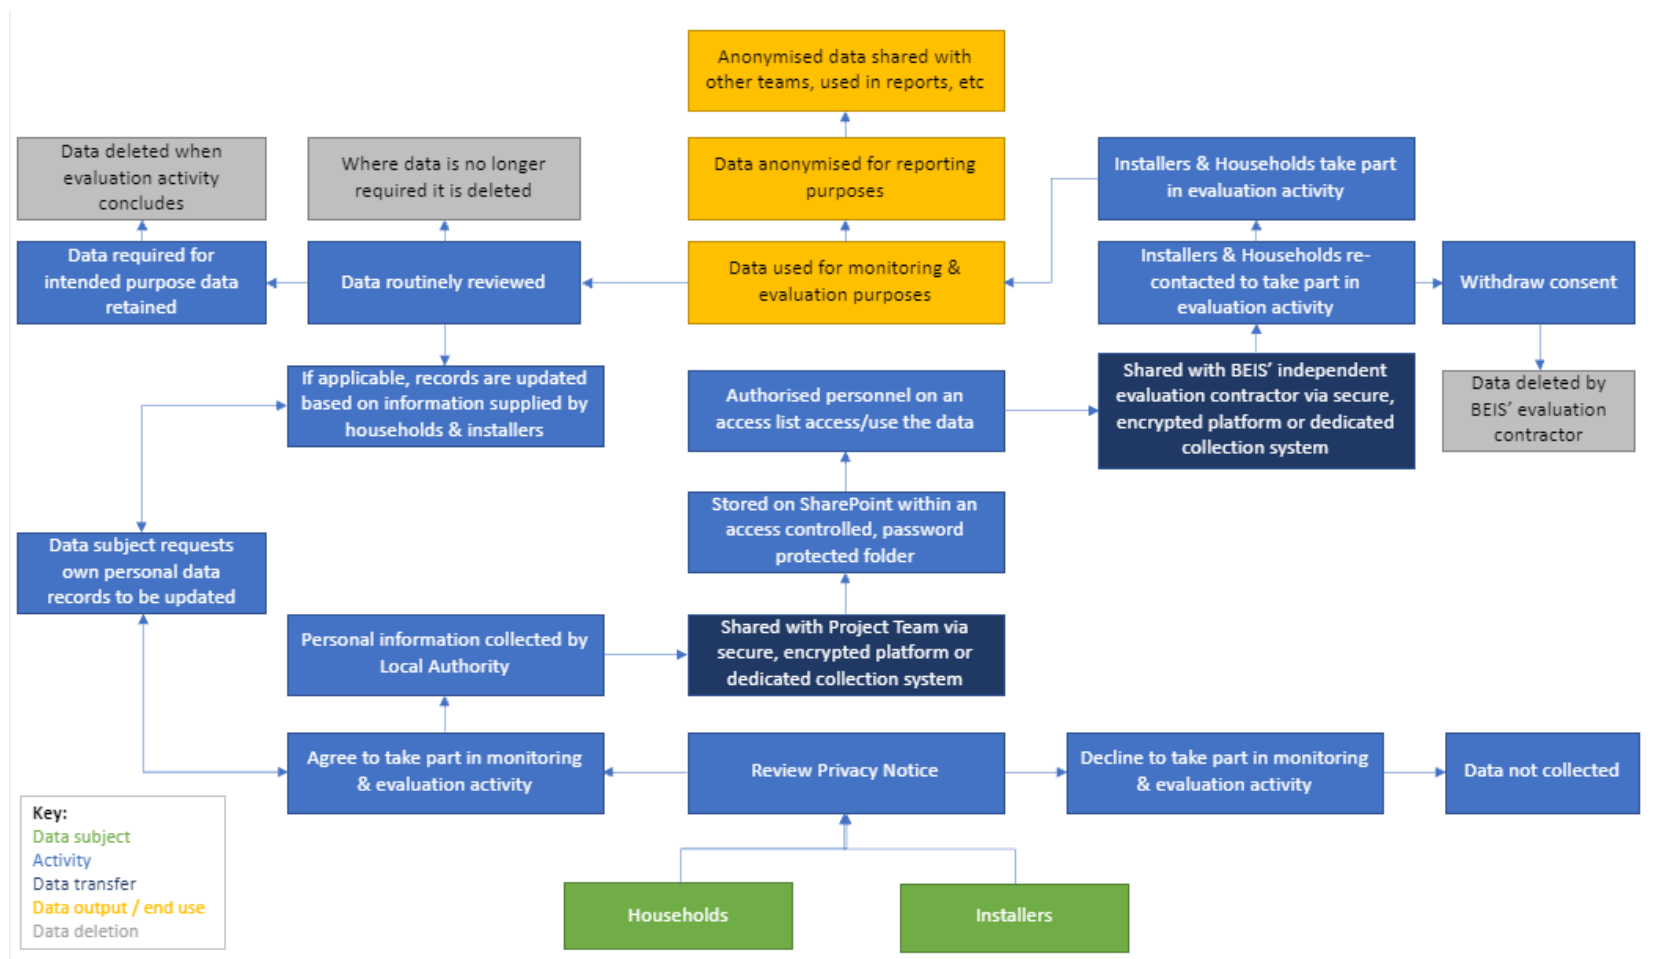 Anonymised data shared with
other teams, used in reports, etc
Data deleted when
evaluation activity
concludes
Where data is no longer
required it is deleted
Data anonymised for reporting
purposes
Installers & Households take part
in evaluation activity
Data required for
intended purpose data
retained
Data routinely reviewed
Data used for monitoring &
evaluation purposes
Installers & Households re-
contacted to take part in
evaluation activity
Withdraw consent
If applicable, records are updated
based on information supplied by
households & installers
Authorised personnel on an
access list access/use the data
Shared with BEIS’ independent
evaluation contractor via secure,
encrypted platform or dedicated
collection system
Data deleted by
BEIS’ evaluation
contractor
Stored on SharePoint within an
access controlled, password
protected folder
Data subject requests
own personal data
records to be updated
Personal information collected by
Local Authority
Shared with Project Team via
secure, encrypted platform or
dedicated collection system
Agree to take part in monitoring
& evaluation activity
Review Privacy Notice
Decline to take part in monitoring
& evaluation activity
Data not collected
Key:
Data subject
Activity
Data transfer
Data output / end use
Data deletion
Households
Installers